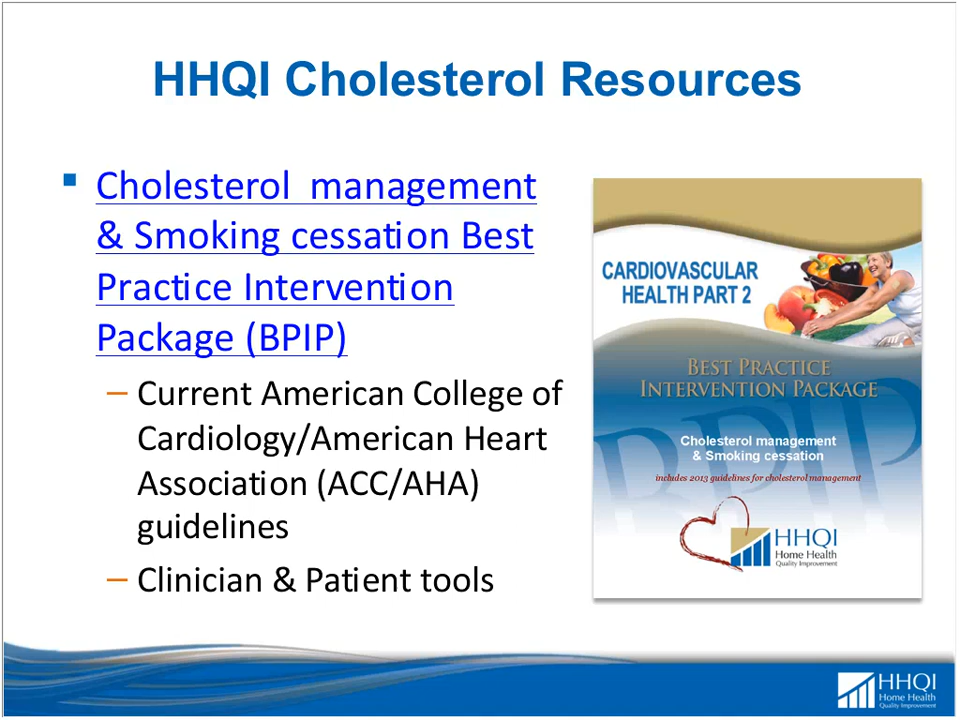 HHQI Cholesterol Resources
Cholesterol management
& Smoking cessation Best
Practice Intervention
Package (BPIP)
– Current American College of
Cardiology/American Heart
Association (ACC/AHA)
guidelines
– Clinician & Patient tools
CARDIOVASCULAR
HEALTH PART 2
BEST PRACTICE
INTERVENTION PACKAGE
BPIP
Cholesterol management
& Smoking cessation
includes 2013 guidelines for cholesterol management
HHQI
Home Health
Quality Improvement
HHQI
Home Health
Quality Improvement